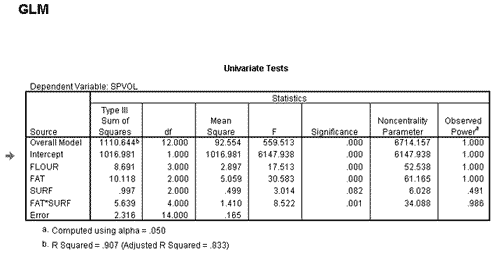 GLM
Univariate Tests
Dependent Variable: SPVOL
Statistics
Source Type III Sum of Squares df Mean Square F Significance Noncentrality Parameter Observed Power a
Overall Model 1110.644b 12.000 92.554 559.513 .000 6714.157 1.000
Intercept 1016.981 1.000 1016.981 6147.938 .000 6147.938 1.000
FLOUR 8.691 3.000 2.897 17.513 .000 52.538 1.000
FAT 10.118 2.000 5.059 30.583 .000 61.165 1.000
SURF .997 2.000 .499 3.014 .082 6.028 .491
FAT*SURF 5.639 4.000 1.410 8.522 .001 34.088 .986
Error 2.316 14.000 .165
a. Computed using alpha = .050
b. R Squared = .907 (Adjusted R Squared = .833)